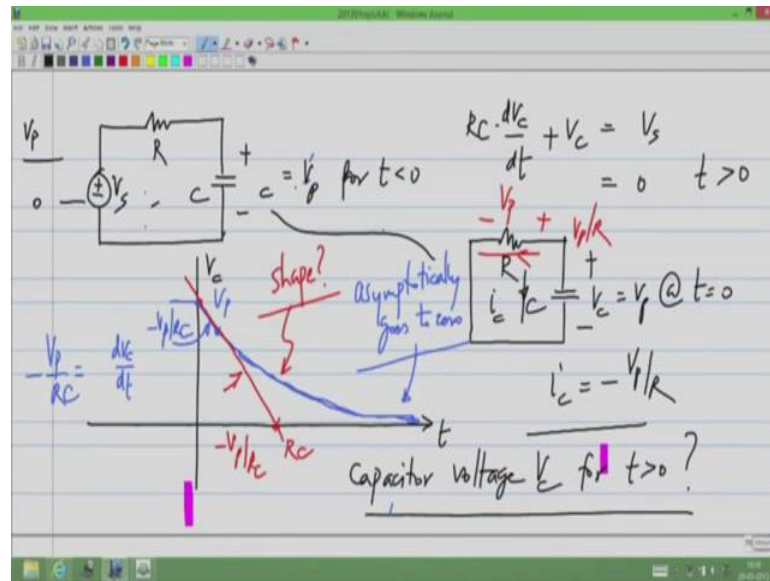 Vp
0
Vs
R
C
+
-
c = Vp for t<0
RC · dVc/dt + Vc = Vs
= 0 t > 0
- Vp + Vp/R
R
ic C
+
-
Vc = Vp @ t=0
ic = - Vp/R
Vc
Vp
shape?
asymptotically
goes to zero
-Vp/RC
-Vp/RC = dVc/dt
-Vp/RC
RC
t
Capacitor voltage Vc for t>0 ?